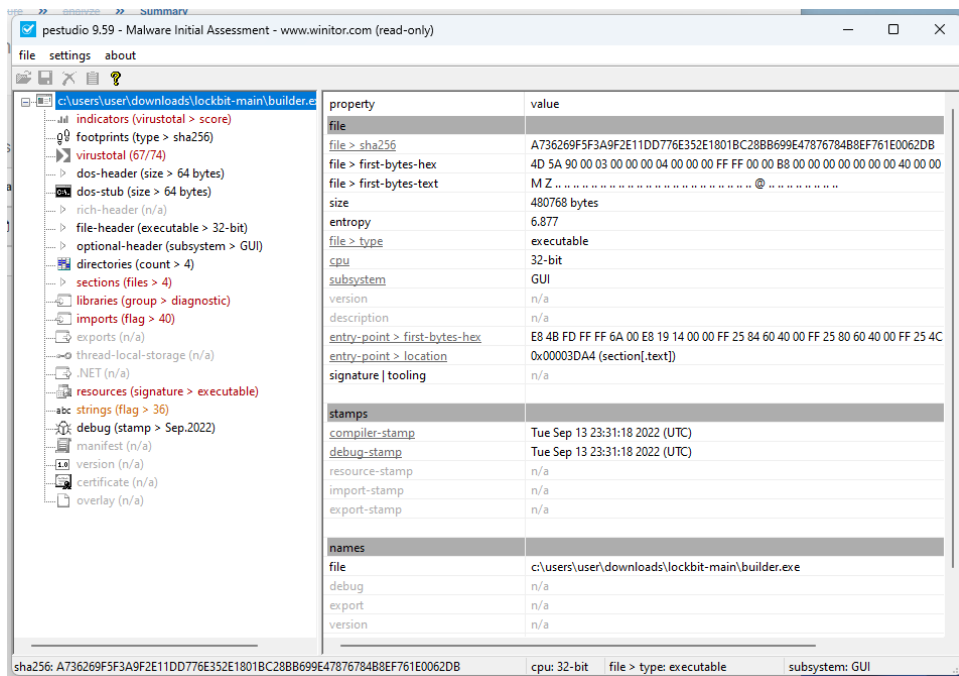 analyze » Summary
pestudio 9.59 - Malware Initial Assessment - www.winitor.com (read-only)
file settings about
c:\users\user\downloads\lockbit-main\builder.e
indicators (virustotal > score)
footprints (type > sha256)
virustotal (67/74)
dos-header (size > 64 bytes)
dos-stub (size > 64 bytes)
rich-header (n/a)
file-header (executable > 32-bit)
optional-header (subsystem > GUI)
directories (count > 4)
sections (files > 4)
libraries (group > diagnostic)
imports (flag > 40)
exports (n/a)
thread-local-storage (n/a)
.NET (n/a)
resources (signature > executable)
abc strings (flag > 36)
debug (stamp > Sep.2022)
manifest (n/a)
1.0 version (n/a)
certificate (n/a)
overlay (n/a)
property value
file
file > sha256 A736269F5F3A9F2E11DD776E352E1801BC28BB699E47876784B8EF761E0062DB
file > first-bytes-hex 4D 5A 90 00 03 00 00 00 04 00 00 00 FF FF 00 00 B8 00 00 00 00 00 00 00 40 00 00
file > first-bytes-text M Z .. .. .. .. .. .. .. .. .. .. .. .. .. .. .. .. .. .. .. .. @ .. .. .. .. .. .. ..
size 480768 bytes
entropy 6.877
file > type executable
cpu 32-bit
subsystem GUI
version n/a
description n/a
entry-point > first-bytes-hex E8 4B FD FF FF 6A 00 E8 19 14 00 00 FF 25 84 60 40 00 FF 25 80 60 40 00 FF 25 4C
entry-point > location 0x00003DA4 (section[.text])
signature | tooling n/a
stamps
compiler-stamp Tue Sep 13 23:31:18 2022 (UTC)
debug-stamp Tue Sep 13 23:31:18 2022 (UTC)
resource-stamp n/a
import-stamp n/a
export-stamp n/a
names
file c:\users\user\downloads\lockbit-main\builder.exe
debug n/a
export n/a
version n/a
sha256: A736269F5F3A9F2E11DD776E352E1801BC28BB699E47876784B8EF761E0062DB cpu: 32-bit file > type: executable subsystem: GUI